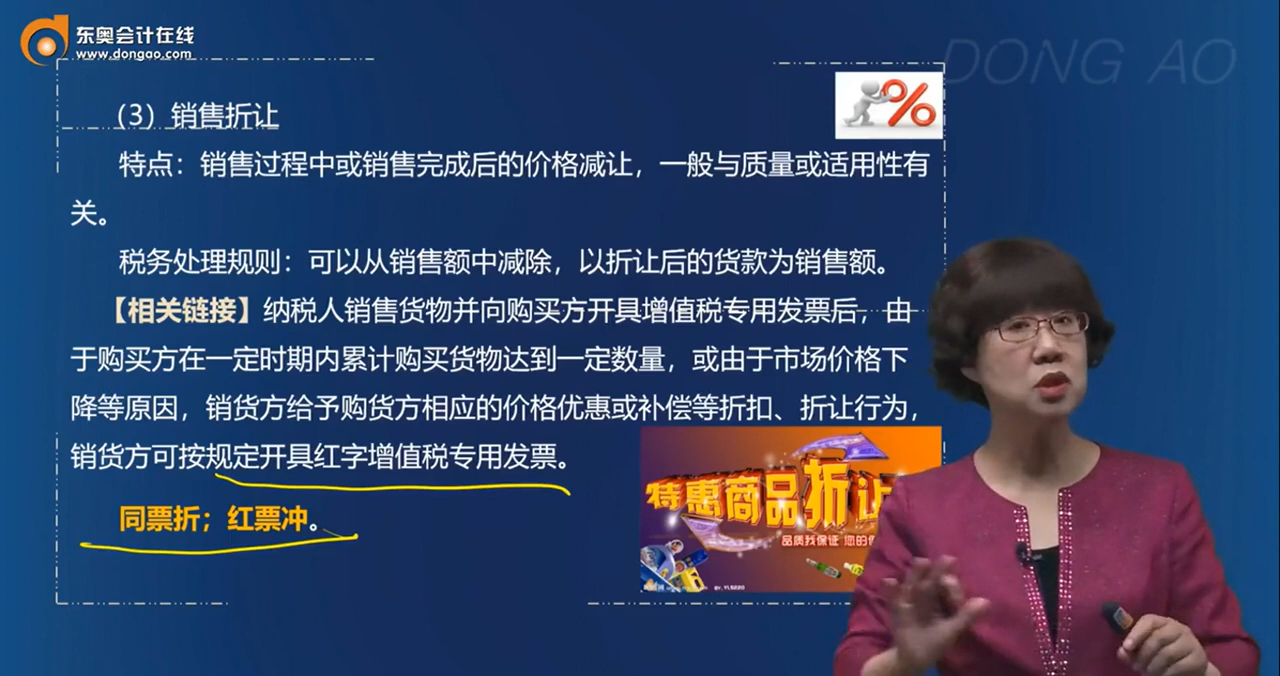 东奥会计在线
www.dongao.com
DONG AO
（3）销售折让
特点：销售过程中或销售完成后的价格减让，一般与质量或适用性有
关。
税务处理规则：可以从销售额中减除，以折让后的货款为销售额。
【相关链接】纳税人销售货物并向购买方开具增值税专用发票后，由
于购买方在一定时期内累计购买货物达到一定数量，或由于市场价格下
降等原因，销货方给予购货方相应的价格优惠或补偿等折扣、折让行为，
销货方可按规定开具红字增值税专用发票。
特惠商品折让
品质我保证 您的
同票折；红票冲。